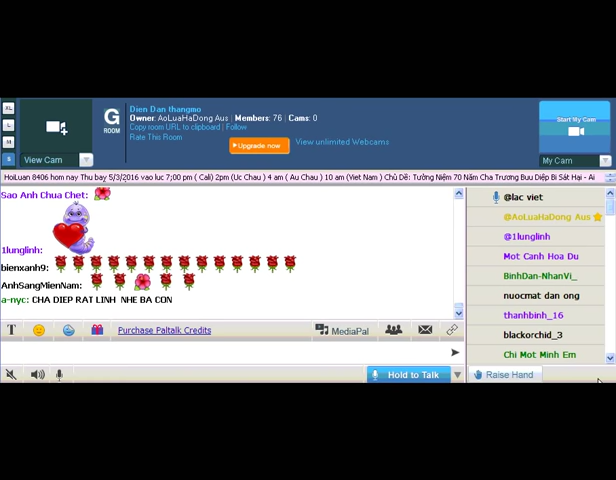 XL
L
M
S
View Cam
G
ROOM
Dien Dan thangmo
Owner: AoLuaHaDong Aus | Members: 76 | Cams: 0
Copy room URL to clipboard | Follow
Rate This Room
Upgrade now
View unlimited Webcams
Start My Cam
My Cam
HoiLuan 8406 hom nay Thu bay 5/3/2016 vao luc 7;00 pm ( Cali) 2pm (Uc Chau ) 4 am ( Au Chau ) 10 am (Viet Nam ) Chủ Đề: Tưởng Niệm 70 Năm Cha Trương Bưu Diệp Bi Sát Hại - Ai
Sao Anh Chua Chet:
1lunglinh:
bienxanh9:
AnhSangMienNam:
a-nyc: CHA DIEP RAT LINH NHE BA CON
@lac viet
@AoLuaHaDong Aus
@1lunglinh
Mot Canh Hoa Du
BinhDan-NhanVi_
nuocmat dan ong
thanhbinh_16
blackorchid_3
Chi Mot Minh Em
T
Purchase Paltalk Credits
MediaPal
Hold to Talk
Raise Hand